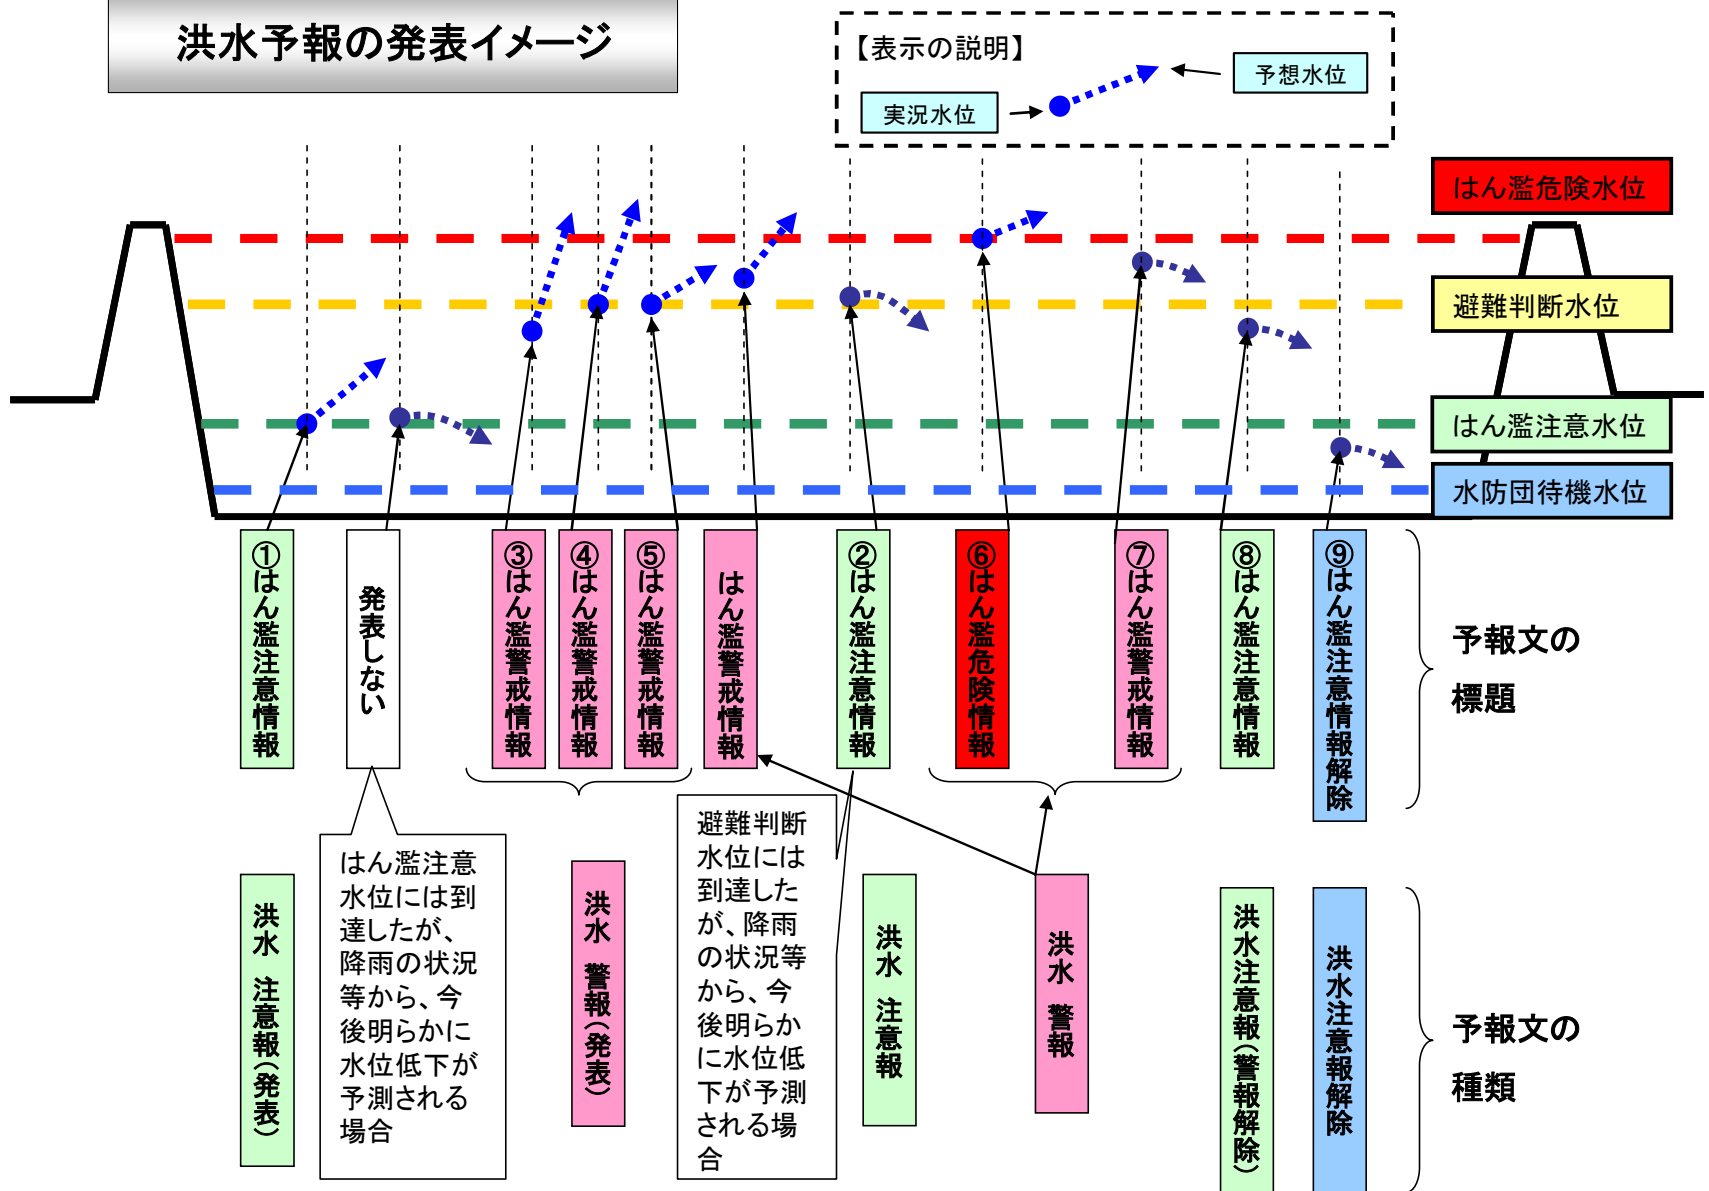 洪水予報の発表イメージ
【表示の説明】
予想水位
実況水位
はん濫危険水位
避難判断水位
はん濫注意水位
水防団待機水位
①はん濫注意情報
発表しない
③はん濫警戒情報
④はん濫警戒情報
⑤はん濫警戒情報
はん濫警戒情報
②はん濫注意情報
⑥はん濫危険情報
⑦はん濫警戒情報
⑧はん濫注意情報
⑨はん濫注意情報解除
予報文の
標題
はん濫注意
水位には到
達したが、
降雨の状況
等から、今
後明らかに
水位低下が
予測される
場合
避難判断
水位には
到達した
が、降雨
の状況等
から、今
後明らか
に水位低
下が予測
される場
合
洪水 注意報(発表)
洪水 警報(発表)
洪水 注意報
洪水 警報
洪水注意報(警報解除)
洪水注意報解除
予報文の
種類